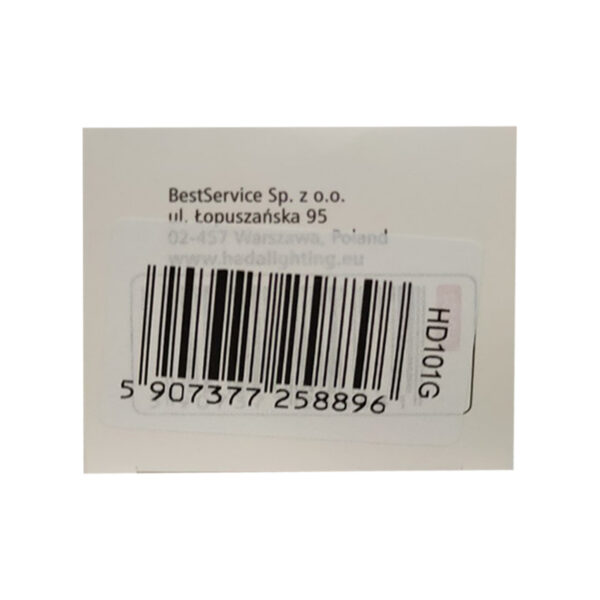 BestService Sp. z o.o.
ul. Łopuszańska 95
02-457 Warszawa, Poland
www.hedalighting.eu
HD101G
5 907377 258896